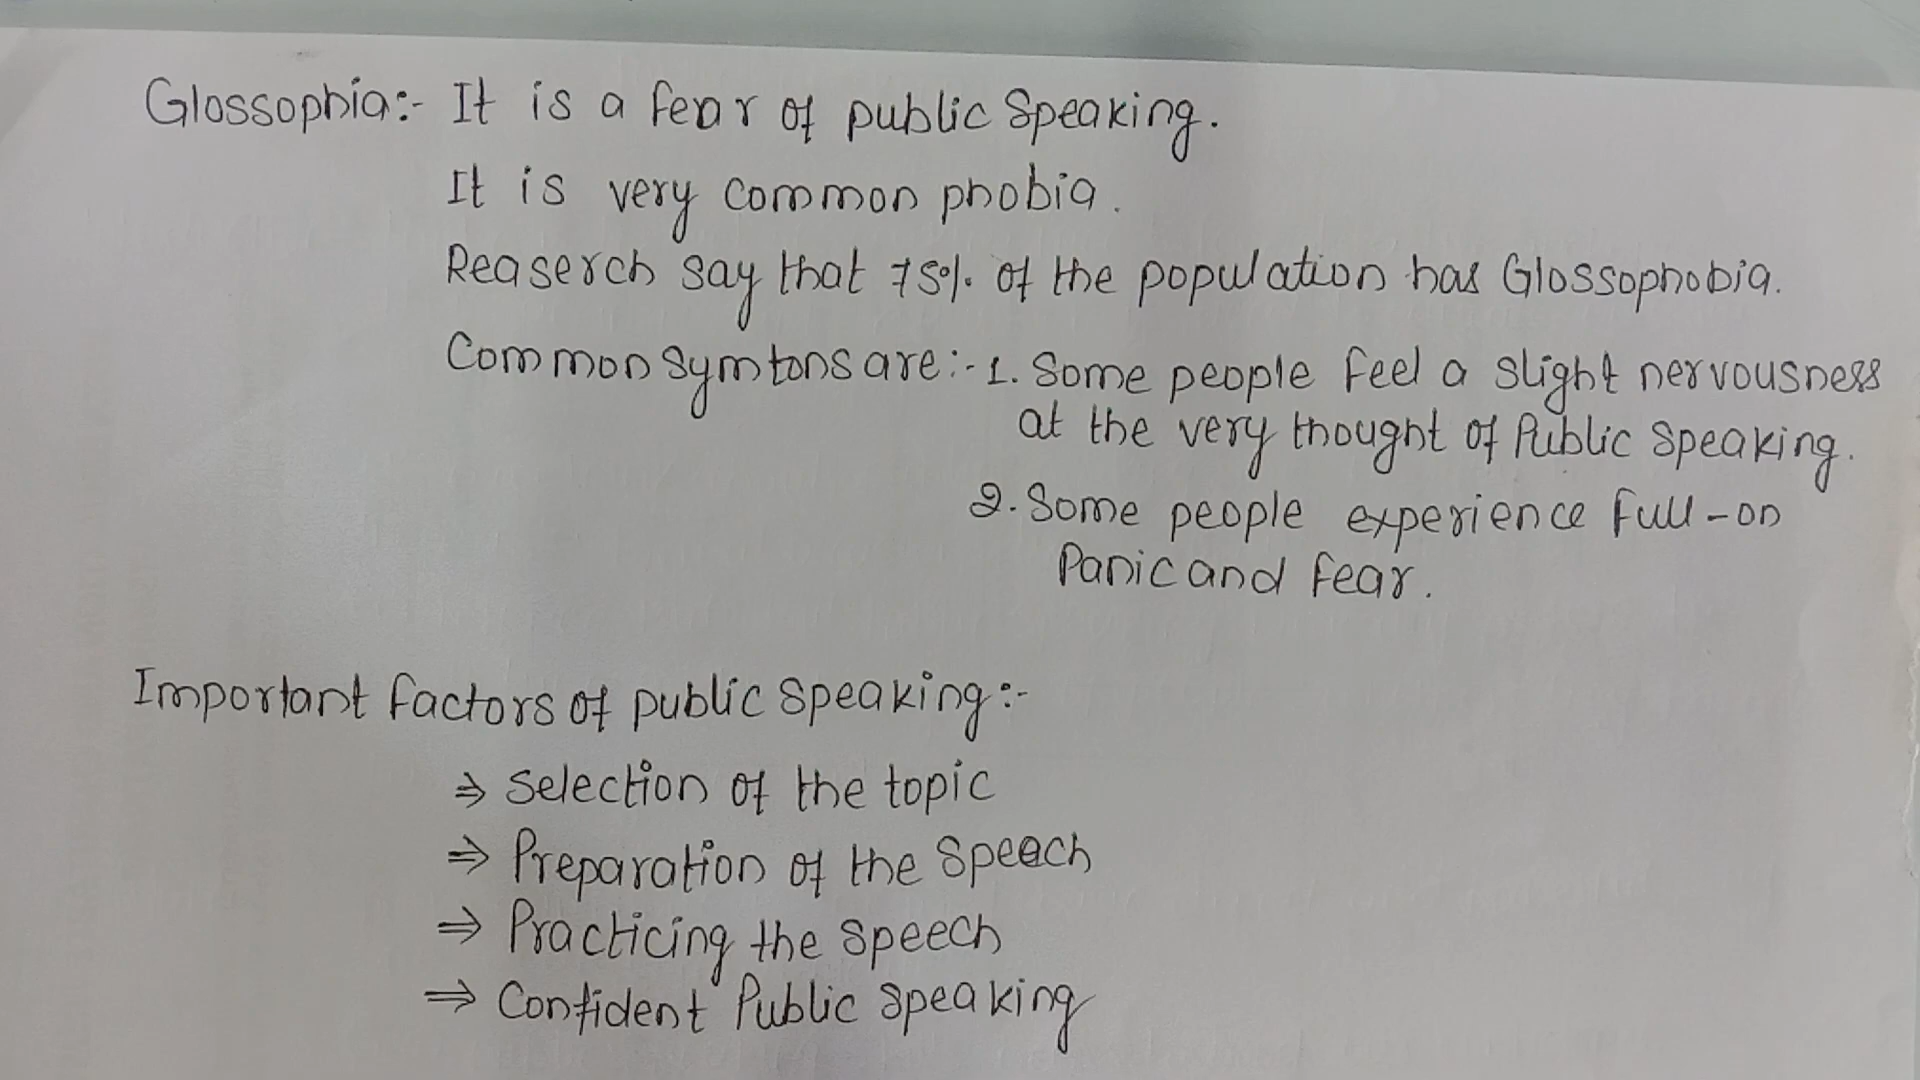 Glossophia:- It is a fear of public Speaking.
It is very common phobia.
Reaserch say that 75% of the population has Glossophobia.
Common Symtons are:- 1. Some people feel a slight nervousness
at the very thought of Public Speaking.
2. Some people experience full-on
Panic and fear.
Important factors of public speaking:-
⇒ Selection of the topic
⇒ Preparation of the Speech
⇒ Practicing the speech
⇒ Confident Public speaking